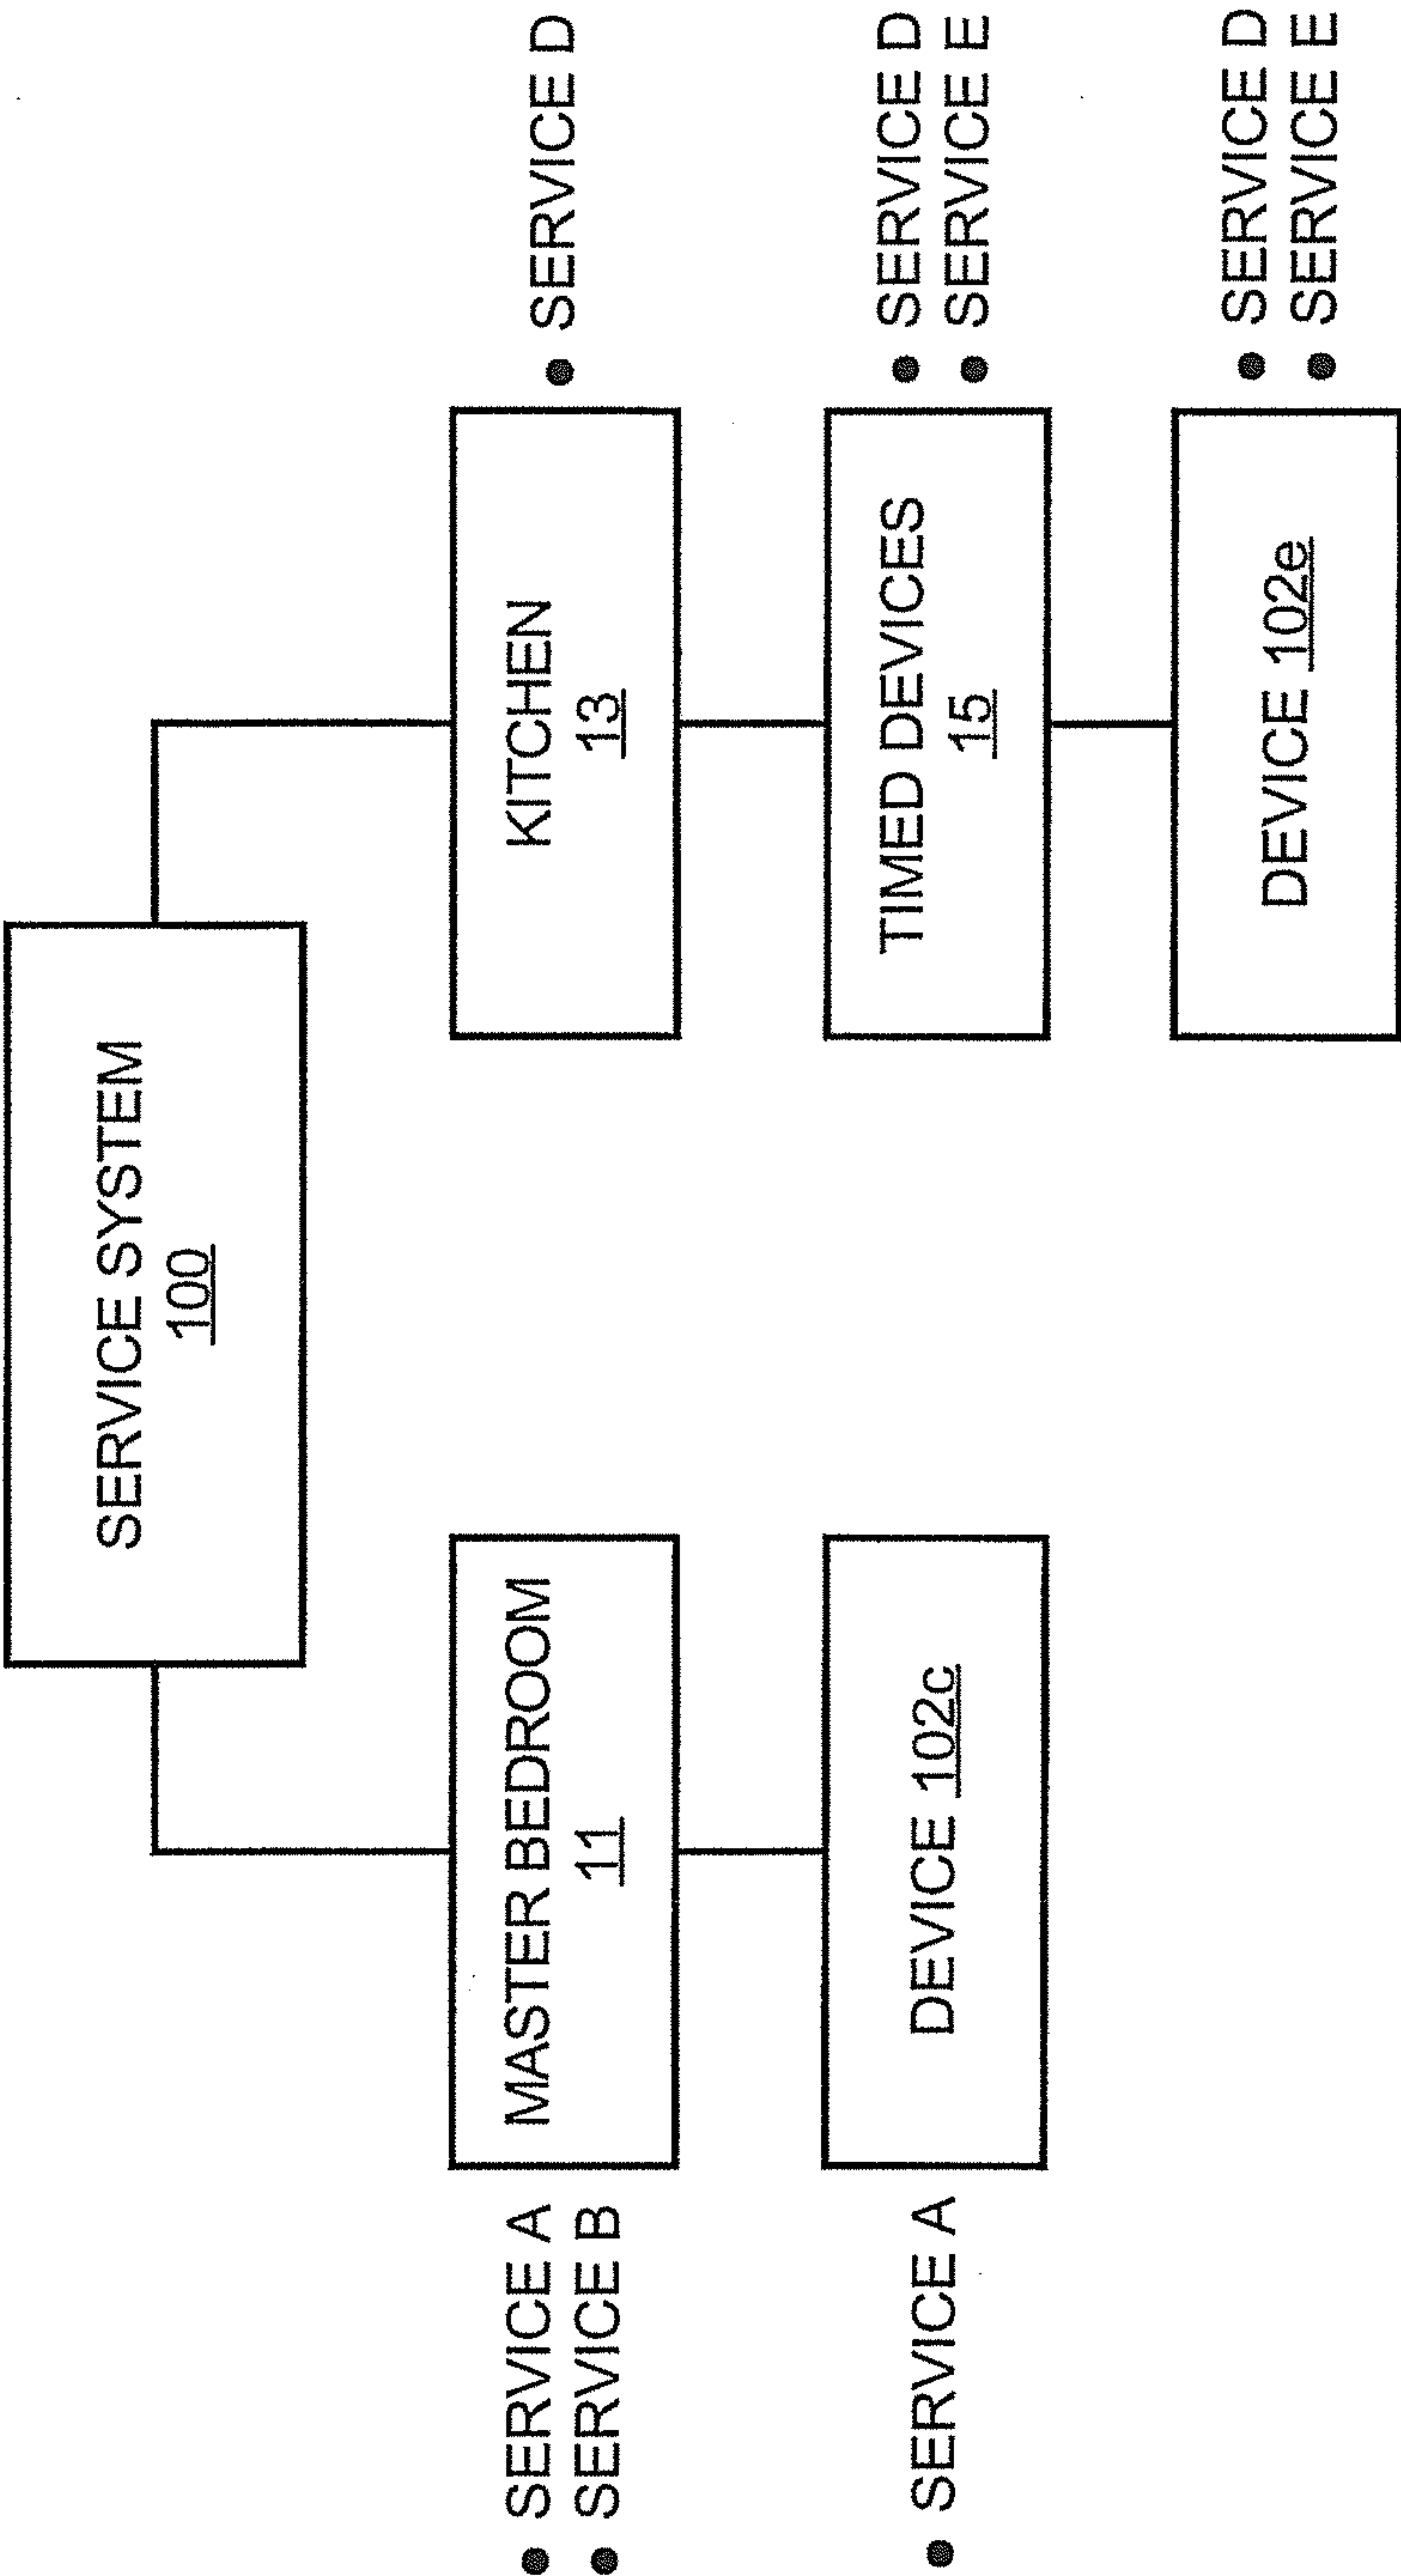 SERVICE SYSTEM
100
● SERVICE A
● SERVICE B
MASTER BEDROOM
11
KITCHEN
13
● SERVICE D
● SERVICE A
DEVICE 102c
TIMED DEVICES
15
● SERVICE D
● SERVICE E
DEVICE 102e
● SERVICE D
● SERVICE E